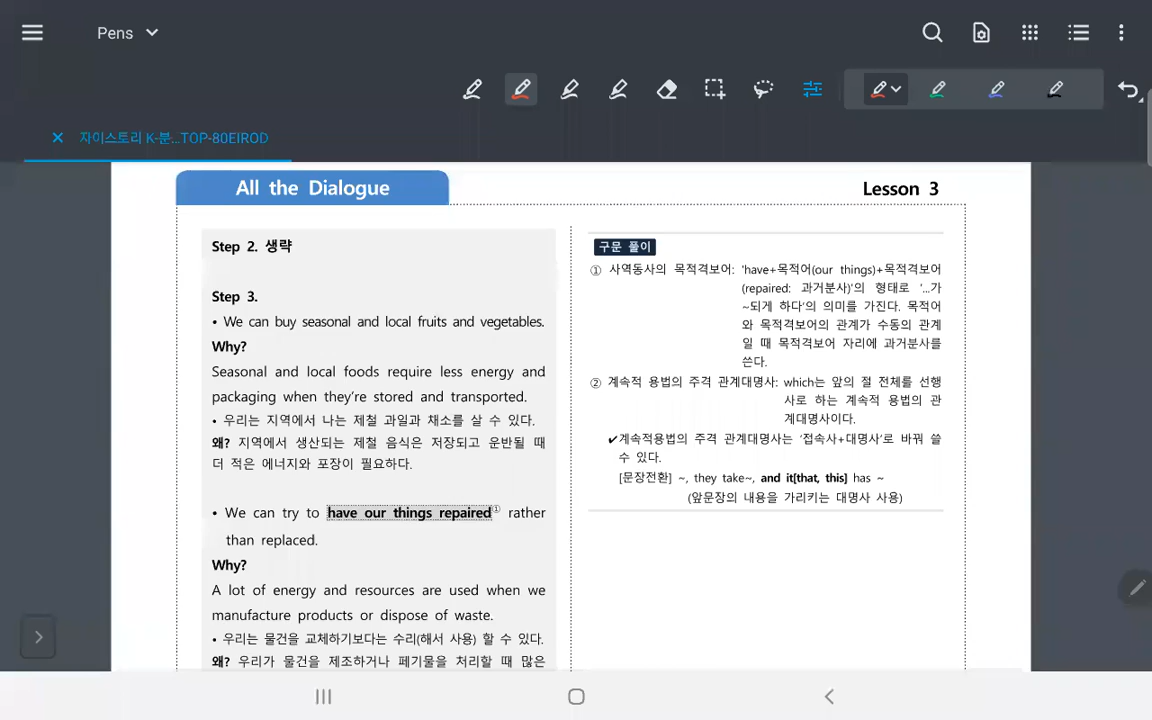 Pens
자이스토리 K-분...TOP-80EIROD
All the Dialogue
Lesson 3
Step 2. 생략
Step 3.
• We can buy seasonal and local fruits and vegetables.
Why?
Seasonal and local foods require less energy and
packaging when they're stored and transported.
• 우리는 지역에서 나는 제철 과일과 채소를 살 수 있다.
왜? 지역에서 생산되는 제철 음식은 저장되고 운반될 때
더 적은 에너지와 포장이 필요하다.
• We can try to have our things repaired① rather
than replaced.
Why?
A lot of energy and resources are used when we
manufacture products or dispose of waste.
• 우리는 물건을 교체하기보다는 수리(해서 사용) 할 수 있다.
왜? 우리가 물건을 제조하거나 폐기물을 처리할 때 많은
구문 풀이
① 사역동사의 목적격보어: 'have+목적어(our things)+목적격보어
(repaired: 과거분사)'의 형태로 '...가
~되게 하다'의 의미를 가진다. 목적어
와 목적격보어의 관계가 수동의 관계
일 때 목적격보어 자리에 과거분사를
쓴다.
② 계속적 용법의 주격 관계대명사: which는 앞의 절 전체를 선행
사로 하는 계속적 용법의 관
계대명사이다.
✔계속적용법의 주격 관계대명사는 '접속사+대명사'로 바꿔 쓸
수 있다.
[문장전환] ~, they take~, and it[that, this] has ~
(앞문장의 내용을 가리키는 대명사 사용)